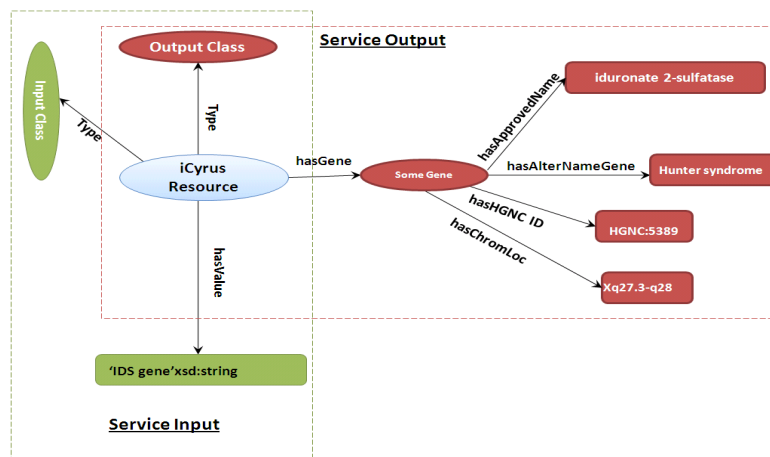 Service Output
Output Class
iduronate 2-sulfatase
Input Class
Type
Type
hasApprovedName
iCyrus
Resource
hasGene
Some Gene
hasAlterNameGene
Hunter syndrome
hasHGNC ID
HGNC:5389
hasChromLoc
Xq27.3-q28
hasValue
‘IDS gene’xsd:string
Service Input